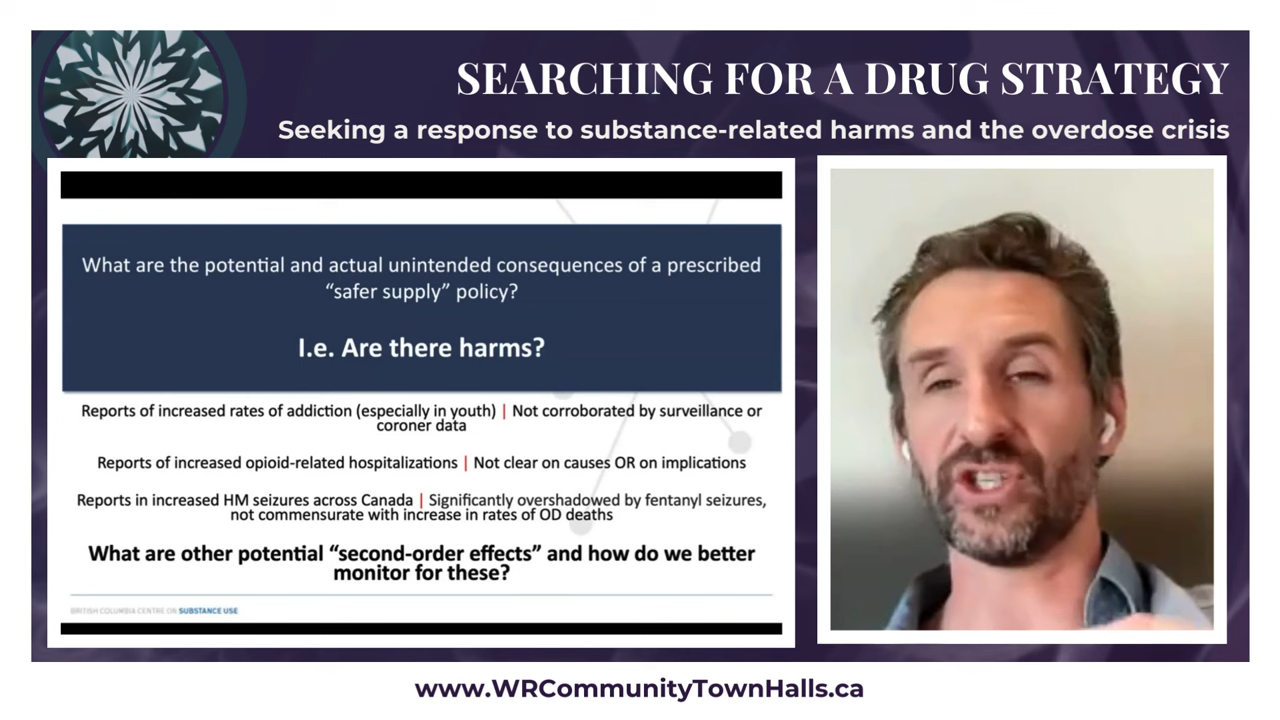 SEARCHING FOR A DRUG STRATEGY
Seeking a response to substance-related harms and the overdose crisis
What are the potential and actual unintended consequences of a prescribed
“safer supply” policy?
I.e. Are there harms?
Reports of increased rates of addiction (especially in youth) | Not corroborated by surveillance or
coroner data
Reports of increased opioid-related hospitalizations | Not clear on causes OR on implications
Reports in increased HM seizures across Canada | Significantly overshadowed by fentanyl seizures,
not commensurate with increase in rates of OD deaths
What are other potential “second-order effects” and how do we better
monitor for these?
BRITISH COLUMBIA CENTRE ON SUBSTANCE USE
www.WRCommunityTownHalls.ca